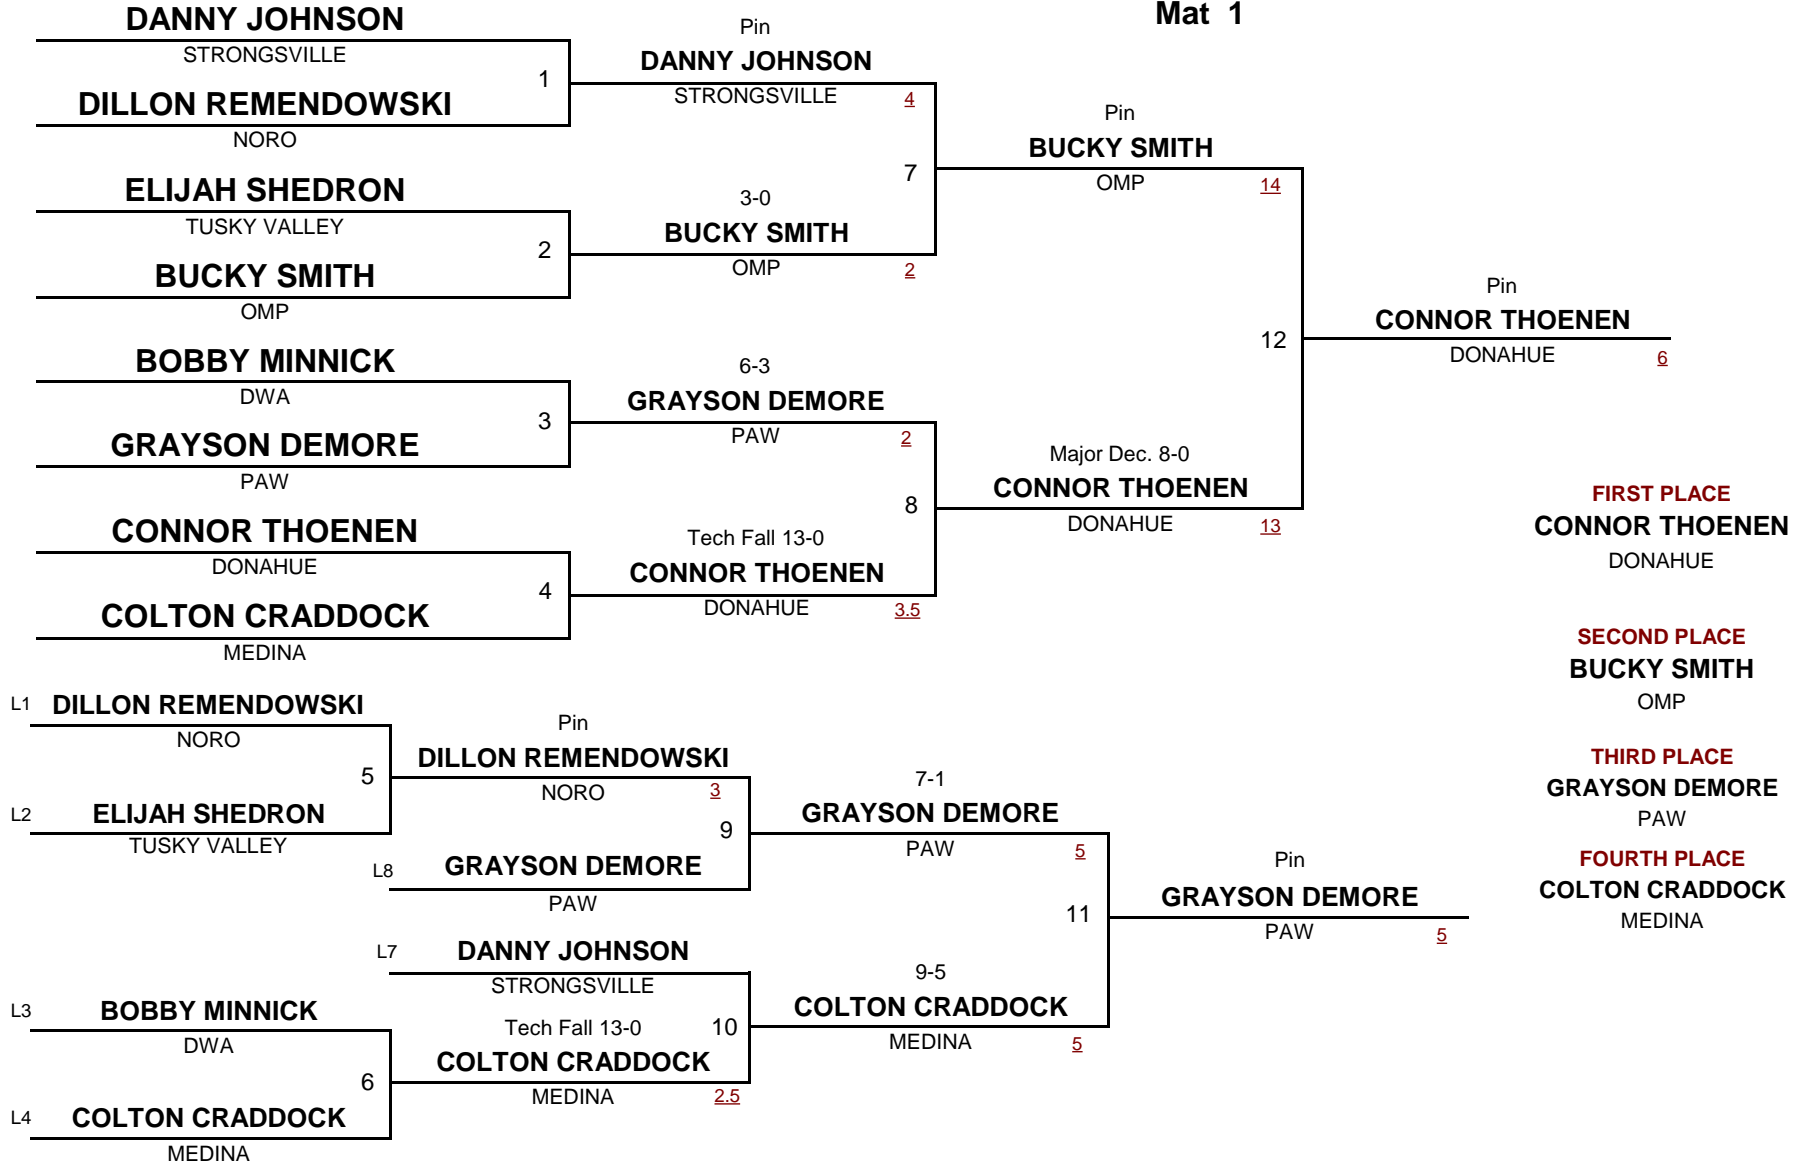 Mat 1
DANNY JOHNSON
STRONGSVILLE
1
DILLON REMENDOWSKI
NORO
ELIJAH SHEDRON
TUSKY VALLEY
2
BUCKY SMITH
OMP
BOBBY MINNICK
DWA
3
GRAYSON DEMORE
PAW
CONNOR THOENEN
DONAHUE
4
COLTON CRADDOCK
MEDINA
Pin
DANNY JOHNSON
STRONGSVILLE 4
7
3-0
BUCKY SMITH
OMP 2
6-3
GRAYSON DEMORE
PAW 2
8
Tech Fall 13-0
CONNOR THOENEN
DONAHUE 3.5
Pin
BUCKY SMITH
OMP 14
12
Major Dec. 8-0
CONNOR THOENEN
DONAHUE 13
Pin
CONNOR THOENEN
DONAHUE 6
FIRST PLACE
CONNOR THOENEN
DONAHUE
SECOND PLACE
BUCKY SMITH
OMP
THIRD PLACE
GRAYSON DEMORE
PAW
FOURTH PLACE
COLTON CRADDOCK
MEDINA
L1 DILLON REMENDOWSKI
NORO
5
L2 ELIJAH SHEDRON
TUSKY VALLEY
L3 BOBBY MINNICK
DWA
6
L4 COLTON CRADDOCK
MEDINA
Pin
DILLON REMENDOWSKI
NORO 3
9
L8 GRAYSON DEMORE
PAW
L7 DANNY JOHNSON
STRONGSVILLE
Tech Fall 13-0 10
COLTON CRADDOCK
MEDINA 2.5
7-1
GRAYSON DEMORE
PAW 5
11
9-5
COLTON CRADDOCK
MEDINA 5
Pin
GRAYSON DEMORE
PAW 5